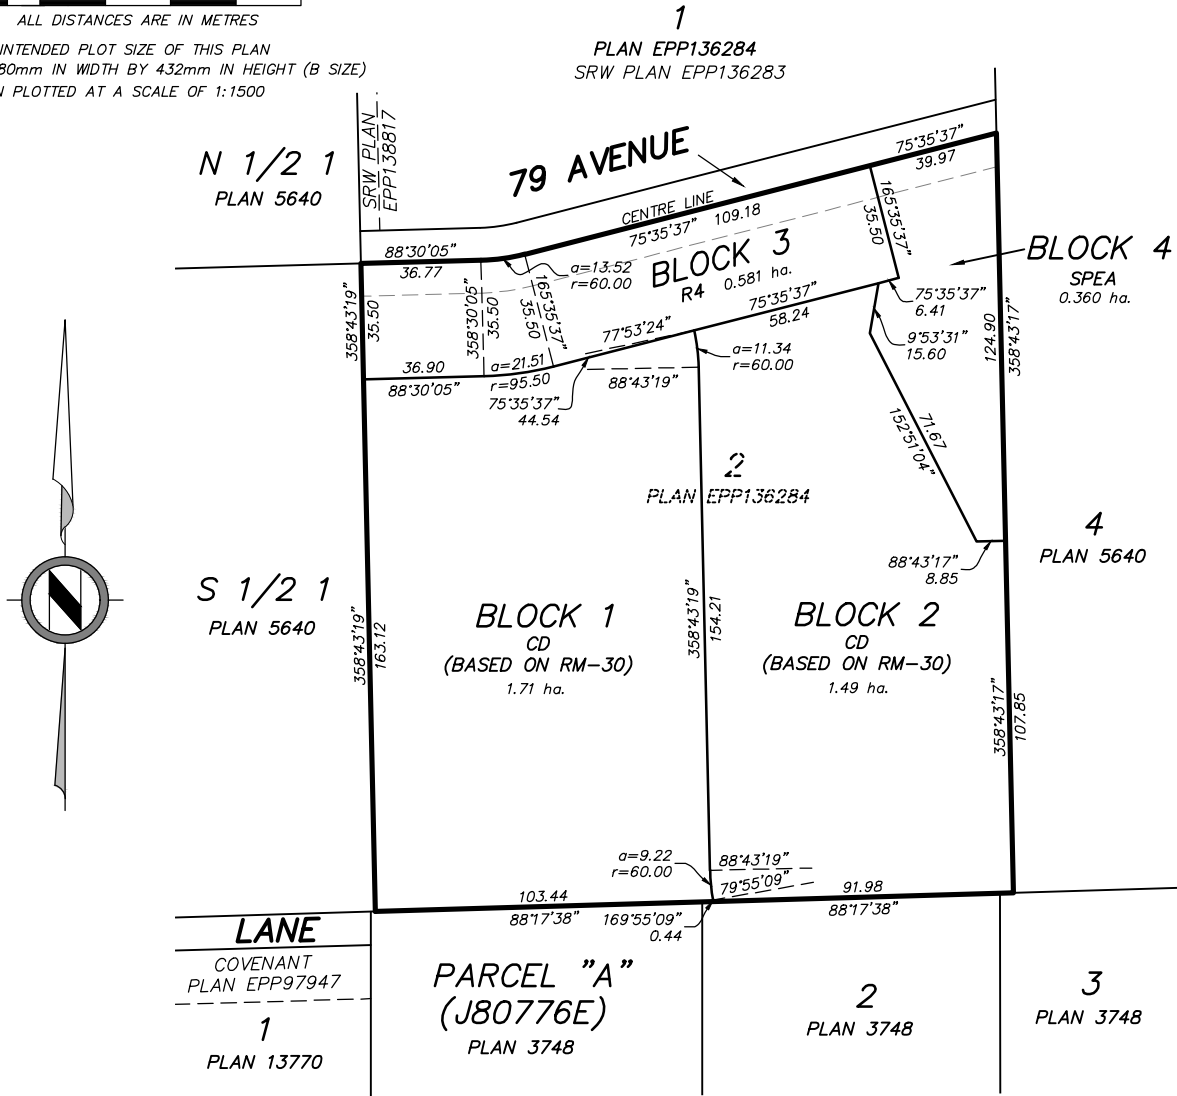 ALL DISTANCES ARE IN METRES
INTENDED PLOT SIZE OF THIS PLAN
80mm IN WIDTH BY 432mm IN HEIGHT (B SIZE)
N PLOTTED AT A SCALE OF 1:1500
1
PLAN EPP136284
SRW PLAN EPP136283
SRW PLAN
EPP138817
N 1/2 1
PLAN 5640
79 AVENUE
CENTRE LINE
75°35'37"
39.97
75°35'37" 109.18
88°30'05"
36.77
a=13.52
r=60.00
BLOCK 3
R4 0.581 ha.
165°35'37"
35.50
BLOCK 4
SPEA
0.360 ha.
358°43'19"
35.50
358°30'05"
35.50
165°35'37"
35.50
75°35'37"
58.24
75°35'37"
6.41
9°53'31"
15.60
124.90
358°43'17"
77°53'24"
a=11.34
r=60.00
36.90
88°30'05"
a=21.51
r=95.50
88°43'19"
75°35'37"
44.54
71.67
152°51'04"
2
PLAN EPP136284
4
PLAN 5640
88°43'17"
8.85
S 1/2 1
PLAN 5640
358°43'19"
163.12
BLOCK 1
CD
(BASED ON RM-30)
1.71 ha.
358°43'19"
154.21
BLOCK 2
CD
(BASED ON RM-30)
1.49 ha.
358°43'17"
107.85
a=9.22
r=60.00
88°43'19"
79°55'09"
103.44
88°17'38"
169°55'09"
0.44
91.98
88°17'38"
LANE
COVENANT
PLAN EPP97947
1
PLAN 13770
PARCEL "A"
(J80776E)
PLAN 3748
2
PLAN 3748
3
PLAN 3748